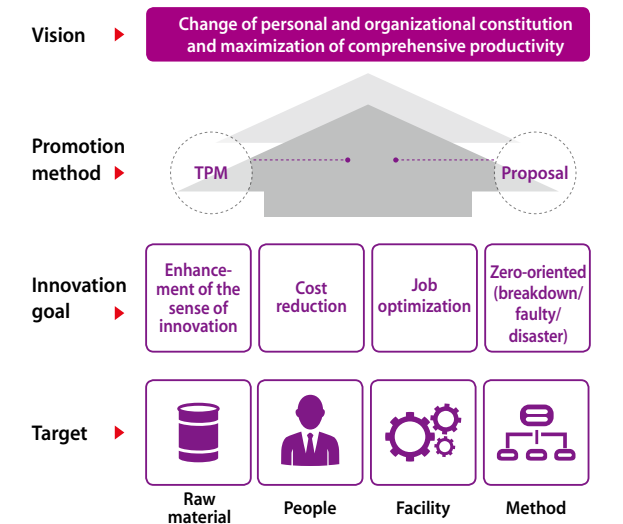 Vision
Change of personal and organizational constitution
and maximization of comprehensive productivity
Promotion
method
TPM
Proposal
Innovation
goal
Enhance-
ment of the
sense of
innovation
Cost
reduction
Job
optimization
Zero-oriented
(breakdown/
faulty/
disaster)
Target
Raw
material
People
Facility
Method